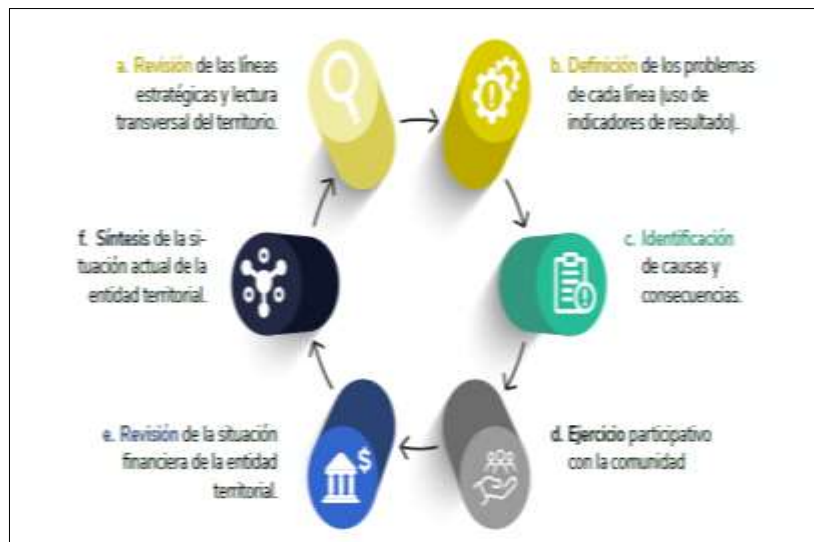 a. Revisión de las líneas
estratégicas y lectura
transversal del territorio.
b. Definición de los problemas
de cada línea (uso de
indicadores de resultado).
c. Identificación
de causas y
consecuencias.
d. Ejercicio participativo
con la comunidad
e. Revisión de la situación
financiera de la entidad
territorial.
f. Síntesis de la si-
tuación actual de la
entidad territorial.
$